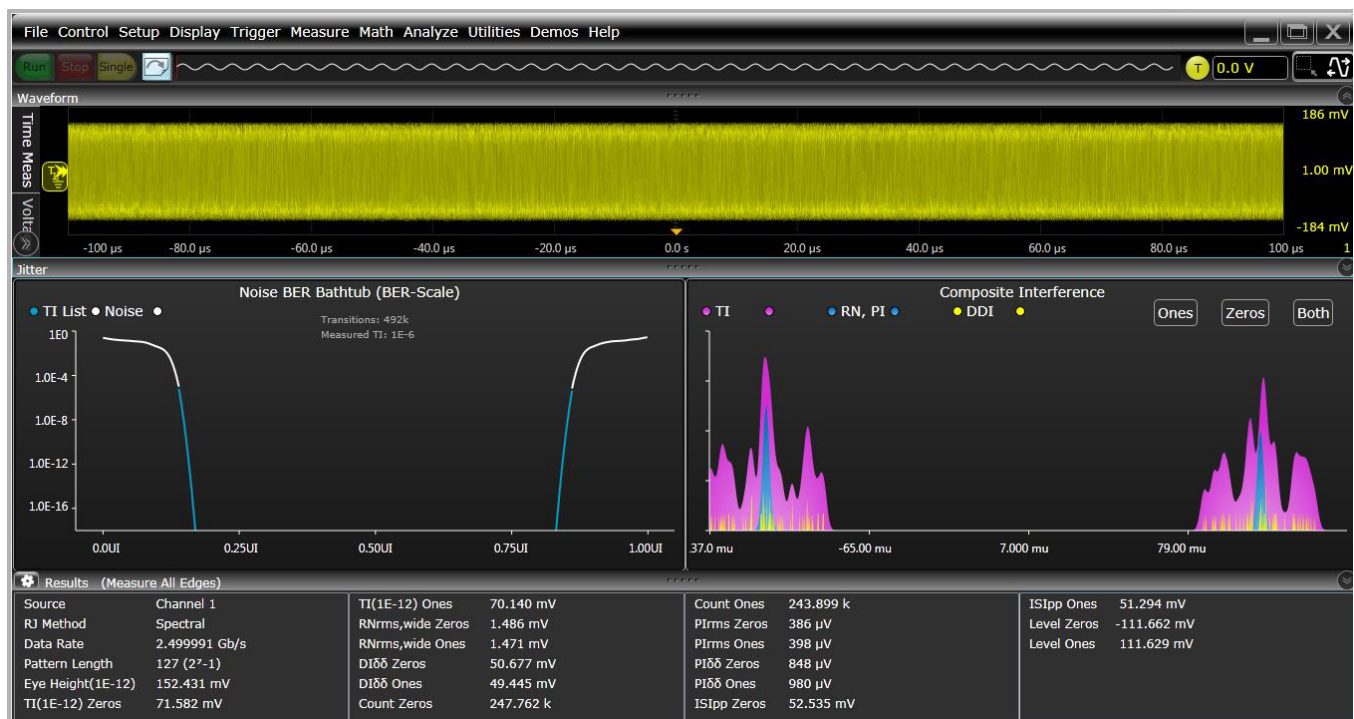 File Control Setup Display Trigger Measure Math Analyze Utilities Demos Help
Run Stop Single T 0.0 V
Waveform
Time Meas
Volta
186 mV
1.00 mV
-184 mV
-100 µs -80.0 µs -60.0 µs -40.0 µs -20.0 µs 0.0 s 20.0 µs 40.0 µs 60.0 µs 80.0 µs 100 µs 1
Jitter
Noise BER Bathtub (BER-Scale)
TI List Noise
Transitions: 492k
Measured TI: 1E-6
1E0
1.0E-4
1.0E-8
1.0E-12
1.0E-16
0.0UI 0.25UI 0.50UI 0.75UI 1.00UI
Composite Interference
TI RN, PI DDI
Ones Zeros Both
37.0 mu -65.00 mu 7.000 mu 79.00 mu
Results (Measure All Edges)
Source Channel 1
RJ Method Spectral
Data Rate 2.499991 Gb/s
Pattern Length 127 (2⁷-1)
Eye Height(1E-12) 152.431 mV
TI(1E-12) Zeros 71.582 mV
TI(1E-12) Ones 70.140 mV
RNrms,wide Zeros 1.486 mV
RNrms,wide Ones 1.471 mV
DIδδ Zeros 50.677 mV
DIδδ Ones 49.445 mV
Count Zeros 247.762 k
Count Ones 243.899 k
PIrms Zeros 386 µV
PIrms Ones 398 µV
PIδδ Zeros 848 µV
PIδδ Ones 980 µV
ISIpp Zeros 52.535 mV
ISIpp Ones 51.294 mV
Level Zeros -111.662 mV
Level Ones 111.629 mV